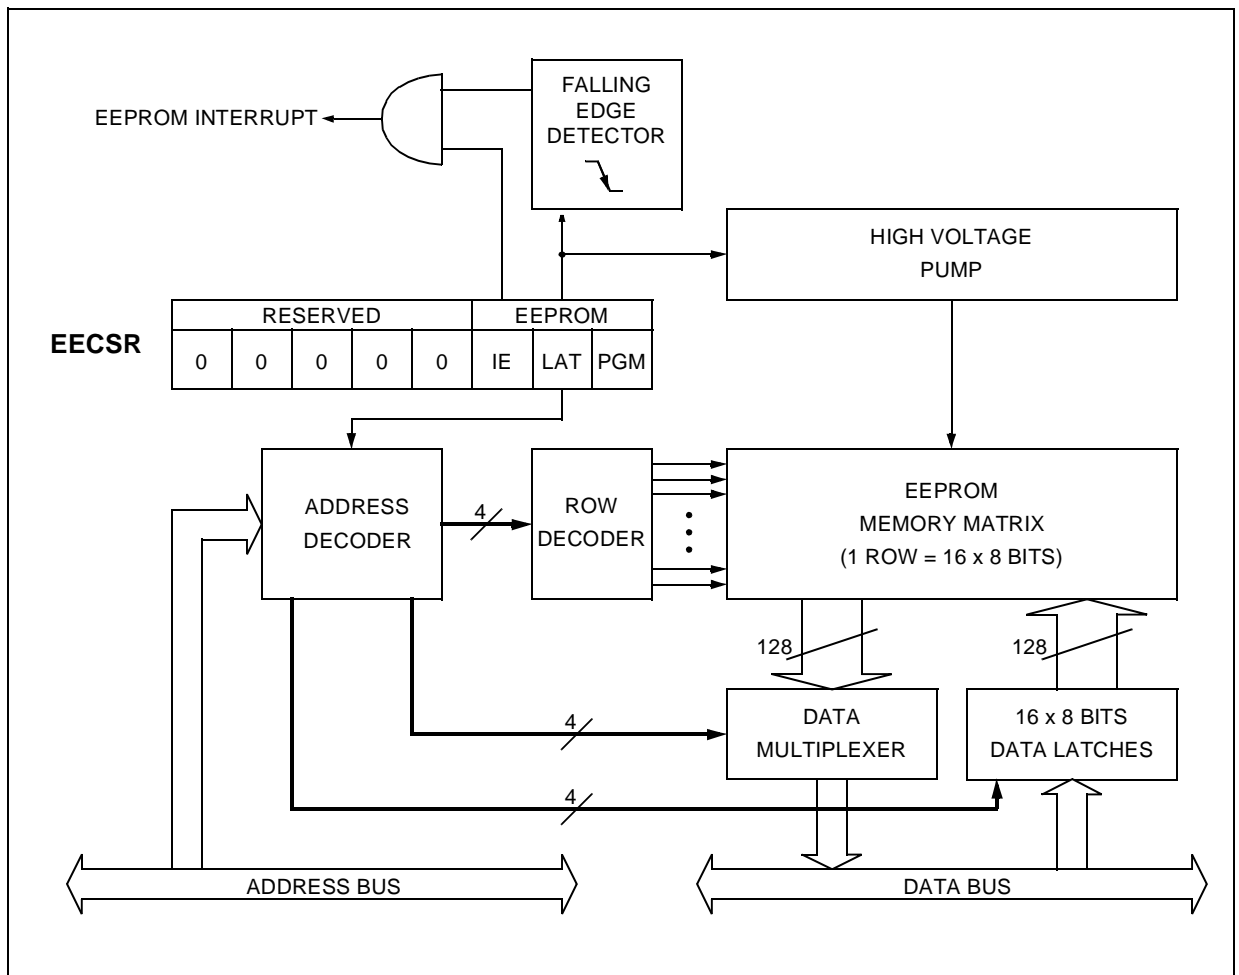 FALLING
EDGE
DETECTOR
EEPROM INTERRUPT
HIGH VOLTAGE
PUMP
RESERVED EEPROM
EECSR
0 0 0 0 0 IE LAT PGM
ADDRESS
DECODER
4
ROW
DECODER
EEPROM
MEMORY MATRIX
(1 ROW = 16 x 8 BITS)
128
128
4
DATA
MULTIPLEXER
16 x 8 BITS
DATA LATCHES
4
ADDRESS BUS
DATA BUS